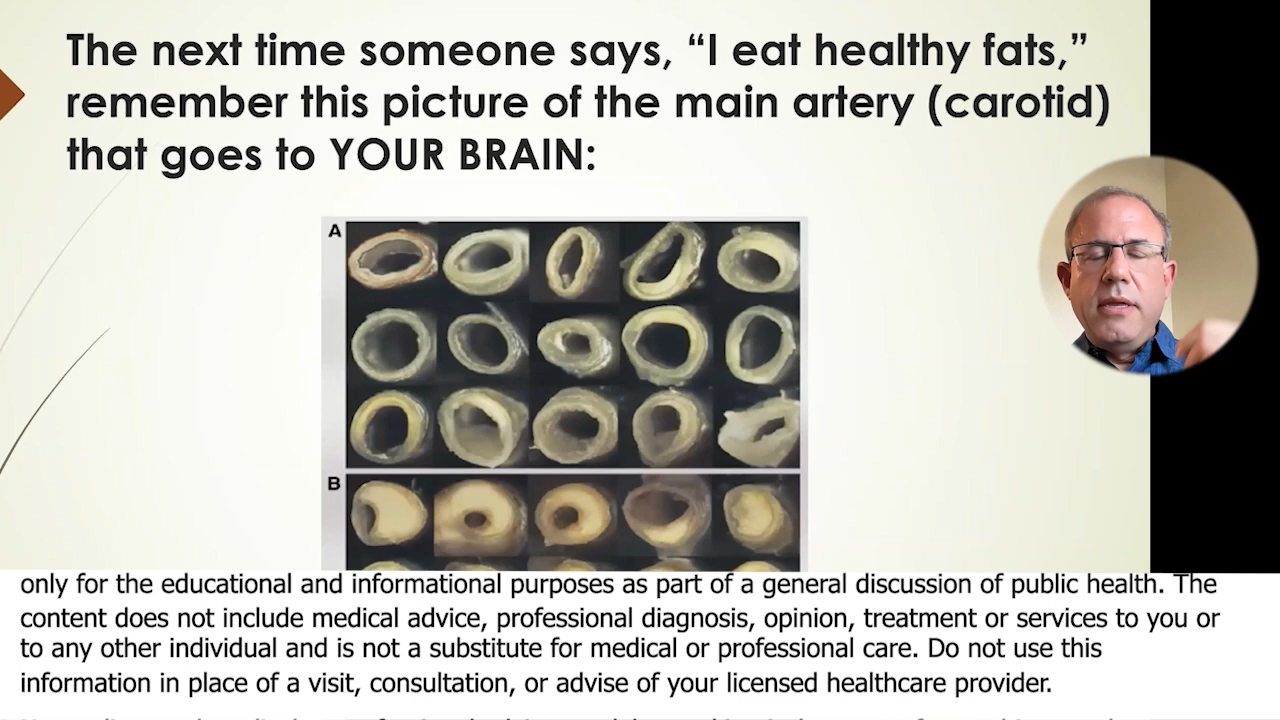 The next time someone says, “I eat healthy fats,”
remember this picture of the main artery (carotid)
that goes to YOUR BRAIN:
A
B
only for the educational and informational purposes as part of a general discussion of public health. The
content does not include medical advice, professional diagnosis, opinion, treatment or services to you or
to any other individual and is not a substitute for medical or professional care. Do not use this
information in place of a visit, consultation, or advise of your licensed healthcare provider.